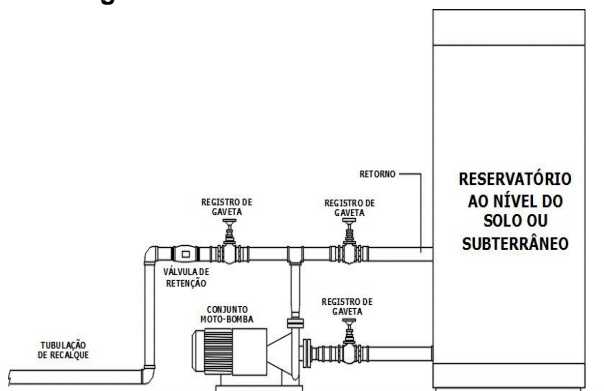 RETORNO
RESERVATÓRIO
AO NÍVEL DO
SOLO OU
SUBTERRÂNEO
REGISTRO DE
GAVETA
REGISTRO DE
GAVETA
VÁLVULA DE
RETENÇÃO
REGISTRO DE
GAVETA
CONJUNTO
MOTO-BOMBA
TUBULAÇÃO
DE RECALQUE